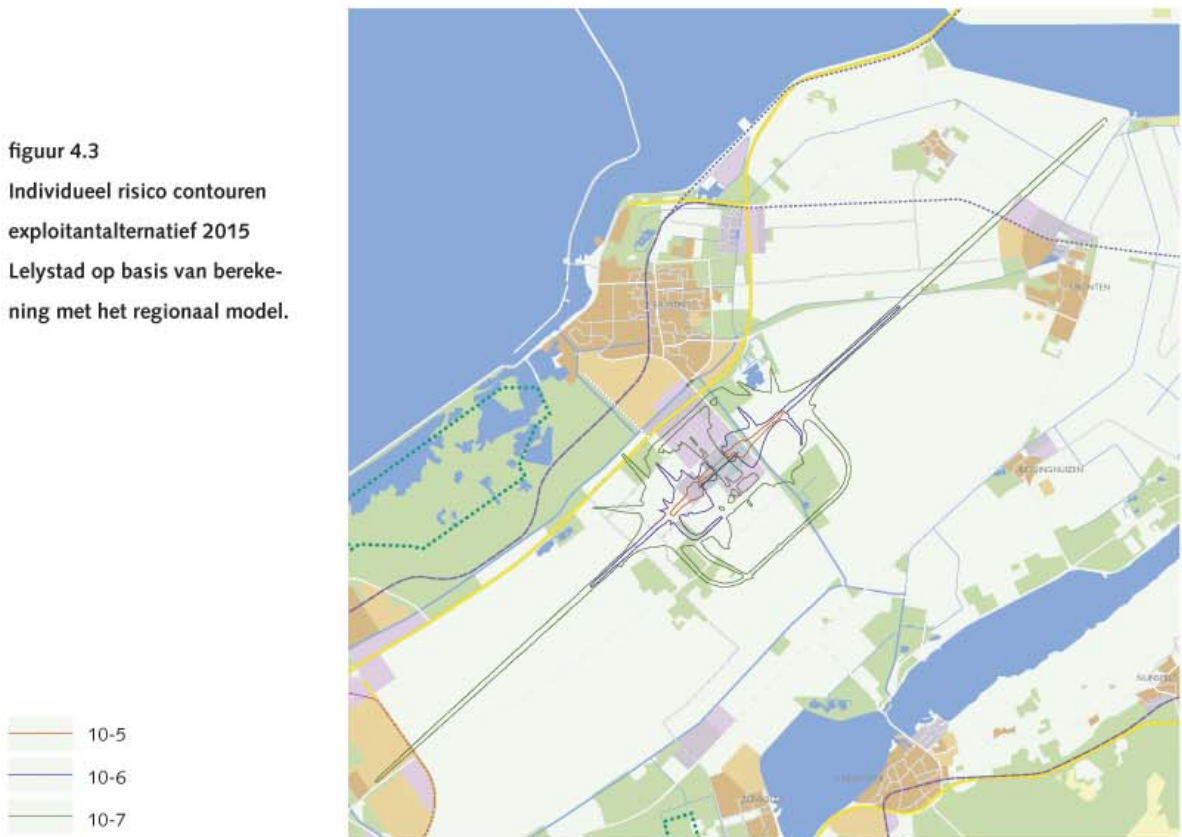 figuur 4.3
Individueel risico contouren
exploitantalternatief 2015
Lelystad op basis van bereke-
ning met het regionaal model.
10-5
10-6
10-7